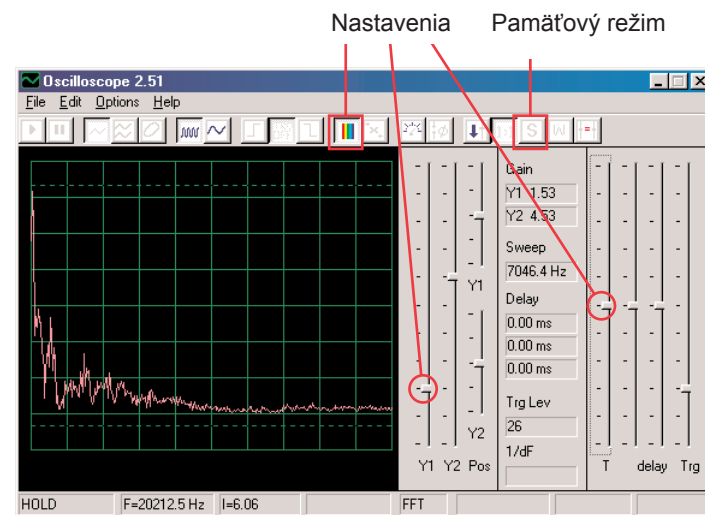 Nastavenia Pamäťový režim
Oscilloscope 2.51
File Edit Options Help
S W
Gain
Y1 1.53
Y2 4.53
Sweep
7046.4 Hz
Y1
Delay
0.00 ms
0.00 ms
0.00 ms
Trg Lev
26
Y2
1/dF
Y1 Y2 Pos
T delay Trg
HOLD F=20212.5 Hz I=6.06 FFT